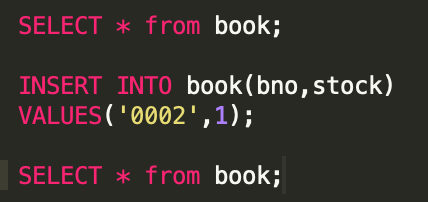 SELECT * from book;
INSERT INTO book(bno,stock)
VALUES('0002',1);
SELECT * from book;